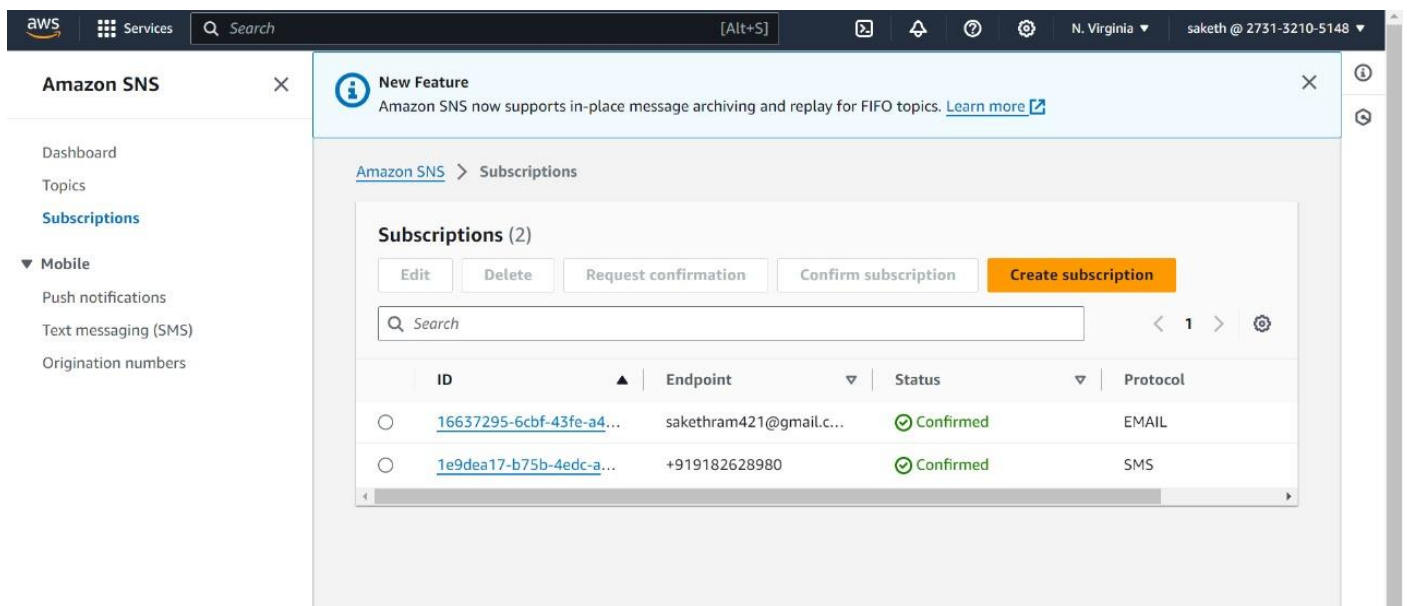 aws Services Search [Alt+S] N. Virginia ▼ saketh @ 2731-3210-5148 ▼
Amazon SNS
New Feature
Amazon SNS now supports in-place message archiving and replay for FIFO topics. Learn more
Dashboard
Topics
Subscriptions
▼ Mobile
Push notifications
Text messaging (SMS)
Origination numbers
Amazon SNS > Subscriptions
Subscriptions (2)
Edit Delete Request confirmation Confirm subscription Create subscription
Search < 1 >
ID Endpoint Status Protocol
16637295-6cbf-43fe-a4... sakethram421@gmail.c... Confirmed EMAIL
1e9dea17-b75b-4edc-a... +919182628980 Confirmed SMS